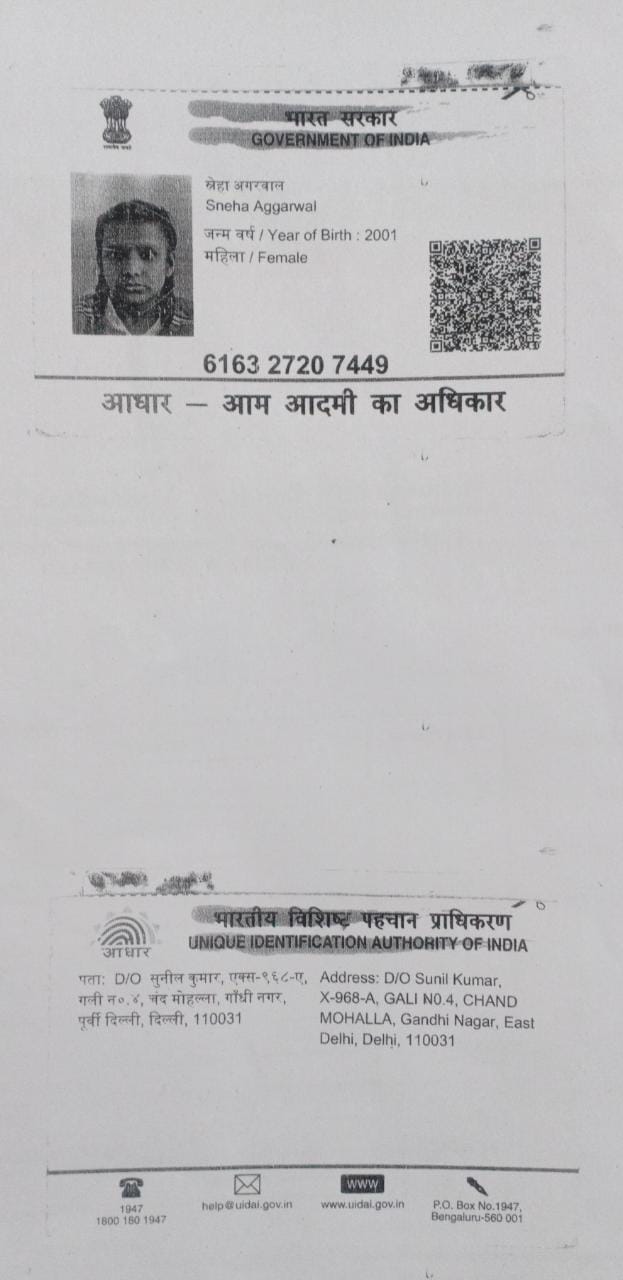 भारत सरकार
GOVERNMENT OF INDIA
स्नेहा अगरवाल
Sneha Aggarwal
जन्म वर्ष / Year of Birth : 2001
महिला / Female
6163 2720 7449
आधार – आम आदमी का अधिकार
भारतीय विशिष्ट पहचान प्राधिकरण
UNIQUE IDENTIFICATION AUTHORITY OF INDIA
आधार
पता: D/O सुनील कुमार, एक्स-९६८-ए,
गली न०.४, चंद मोहल्ला, गाँधी नगर,
पूर्वी दिल्ली, दिल्ली, 110031
Address: D/O Sunil Kumar,
X-968-A, GALI N0.4, CHAND
MOHALLA, Gandhi Nagar, East
Delhi, Delhi, 110031
1947
1800 180 1947
help@uidai.gov.in
WWW
www.uidai.gov.in
P.O. Box No.1947,
Bengaluru-560 001